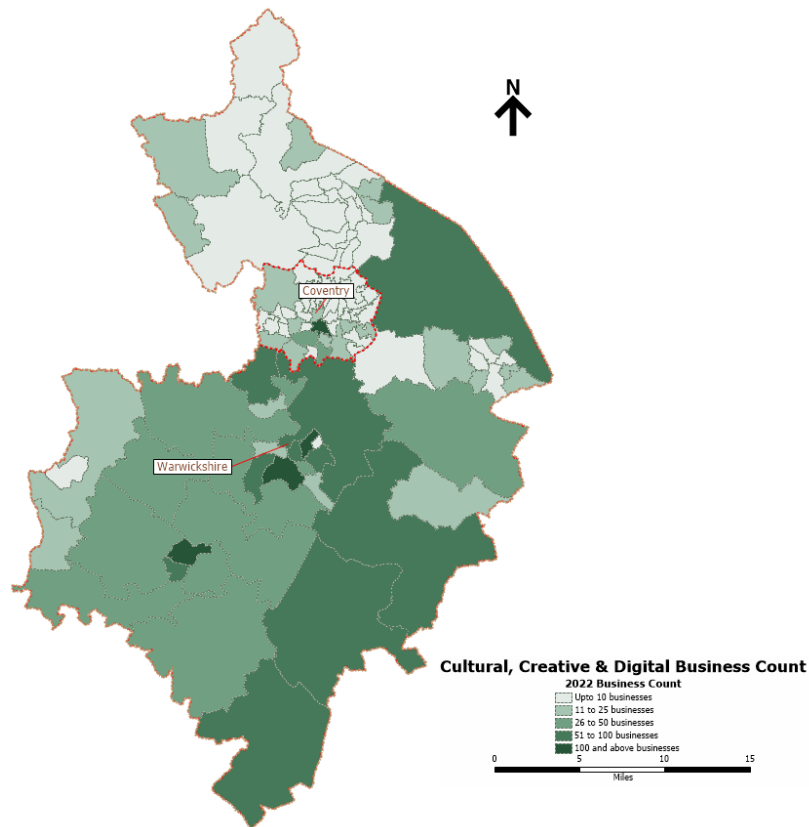 N
Coventry
Warwickshire
Cultural, Creative & Digital Business Count
2022 Business Count
Upto 10 businesses
11 to 25 businesses
26 to 50 businesses
51 to 100 businesses
100 and above businesses
0 5 10 15
Miles